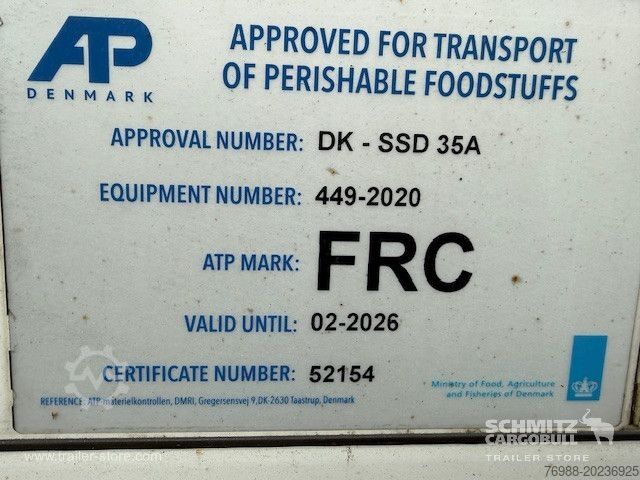 AP
DENMARK
APPROVED FOR TRANSPORT
OF PERISHABLE FOODSTUFFS
APPROVAL NUMBER: DK - SSD 35A
EQUIPMENT NUMBER: 449-2020
ATP MARK: FRC
VALID UNTIL: 02-2026
CERTIFICATE NUMBER: 52154
Ministry of Food, Agriculture
and Fisheries of Denmark
REFERENCE: ATP materielkontrollen, DMRI, Gregersensvej 9, DK-2630 Taastrup, Denmark
SCHMITZ
CARGOBULL
TRAILER STORE
www.trailer-store.com
76988-20236925